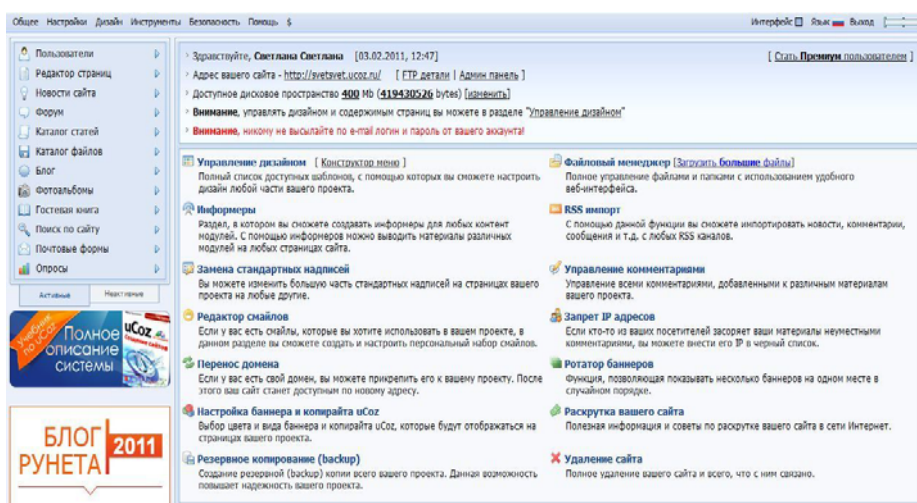 Общее Настройки Дизайн Инструменты Безопасность Помощь $
Интерфейс Язык Выход
Пользователи
Редактор страниц
Новости сайта
Форум
Каталог статей
Каталог файлов
Блог
Фотоальбомы
Гостевая книга
Поиск по сайту
Почтовые формы
Опросы
Активные Неактивные
Учебник по uCoz
Полное
описание
системы
uCoz
БЛОГ
РУНЕТА
2011
Здравствуйте, Светлана Светлана [03.02.2011, 12:47]
[ Стать Премиум пользователем ]
Адрес вашего сайта - http://svetsvet.ucoz.ru/ [ FTP детали | Админ панель ]
Доступное дисковое пространство 400 Mb (419430526 bytes) [изменить]
Внимание, управлять дизайном и содержимым страниц вы можете в разделе "Управление дизайном"
Внимание, никому не высылайте по e-mail логин и пароль от вашего аккаунта!
Управление дизайном [ Конструктор меню ]
Полный список доступных шаблонов, с помощью которых вы сможете настроить
дизайн любой части вашего проекта.
Информеры
Раздел, в котором вы сможете создавать информеры для любых контент
модулей. С помощью информеров можно выводить материалы различных
модулей на любых страницах сайта.
Замена стандартных надписей
Вы можете изменить большую часть стандартных надписей на страницах вашего
проекта на любые другие.
Редактор смайлов
Если у вас есть смайлы, которые вы хотите использовать в вашем проекте, в
данном разделе вы сможете создать и настроить персональный набор смайлов.
Перенос домена
Если у вас есть свой домен, вы можете прикрепить его к вашему проекту. После
этого ваш сайт станет доступным по новому адресу.
Настройка баннера и копирайта uCoz
Выбор цвета и вида баннера и копирайта uCoz, которые будут отображаться на
страницах вашего проекта.
Резервное копирование (backup)
Создание резервной (backup) копии всего вашего проекта. Данная возможность
повышает надежность вашего проекта.
Файловый менеджер [Загрузить большие файлы]
Полное управление файлами и папками с использованием удобного
веб-интерфейса.
RSS импорт
С помощью данной функции вы сможете импортировать новости, комментарии,
сообщения и т.д. с любых RSS каналов.
Управление комментариями
Управление всеми комментариями, добавленными к различным материалам
вашего проекта.
Запрет IP адресов
Если кто-то из ваших посетителей засоряет ваши материалы неуместными
комментариями, вы можете внести его IP в черный список.
Ротатор баннеров
Функция, позволяющая показывать несколько баннеров на одном месте в
случайном порядке.
Раскрутка вашего сайта
Полезная информация и советы по раскрутке вашего сайта в сети Интернет.
Удаление сайта
Полное удаление вашего сайта и всего, что с ним связано.